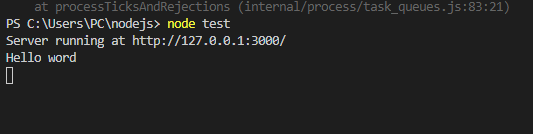 at processTicksAndRejections (internal/process/task_queues.js:83:21)
PS C:\Users\PC\nodejs> node test
Server running at http://127.0.0.1:3000/
Hello word